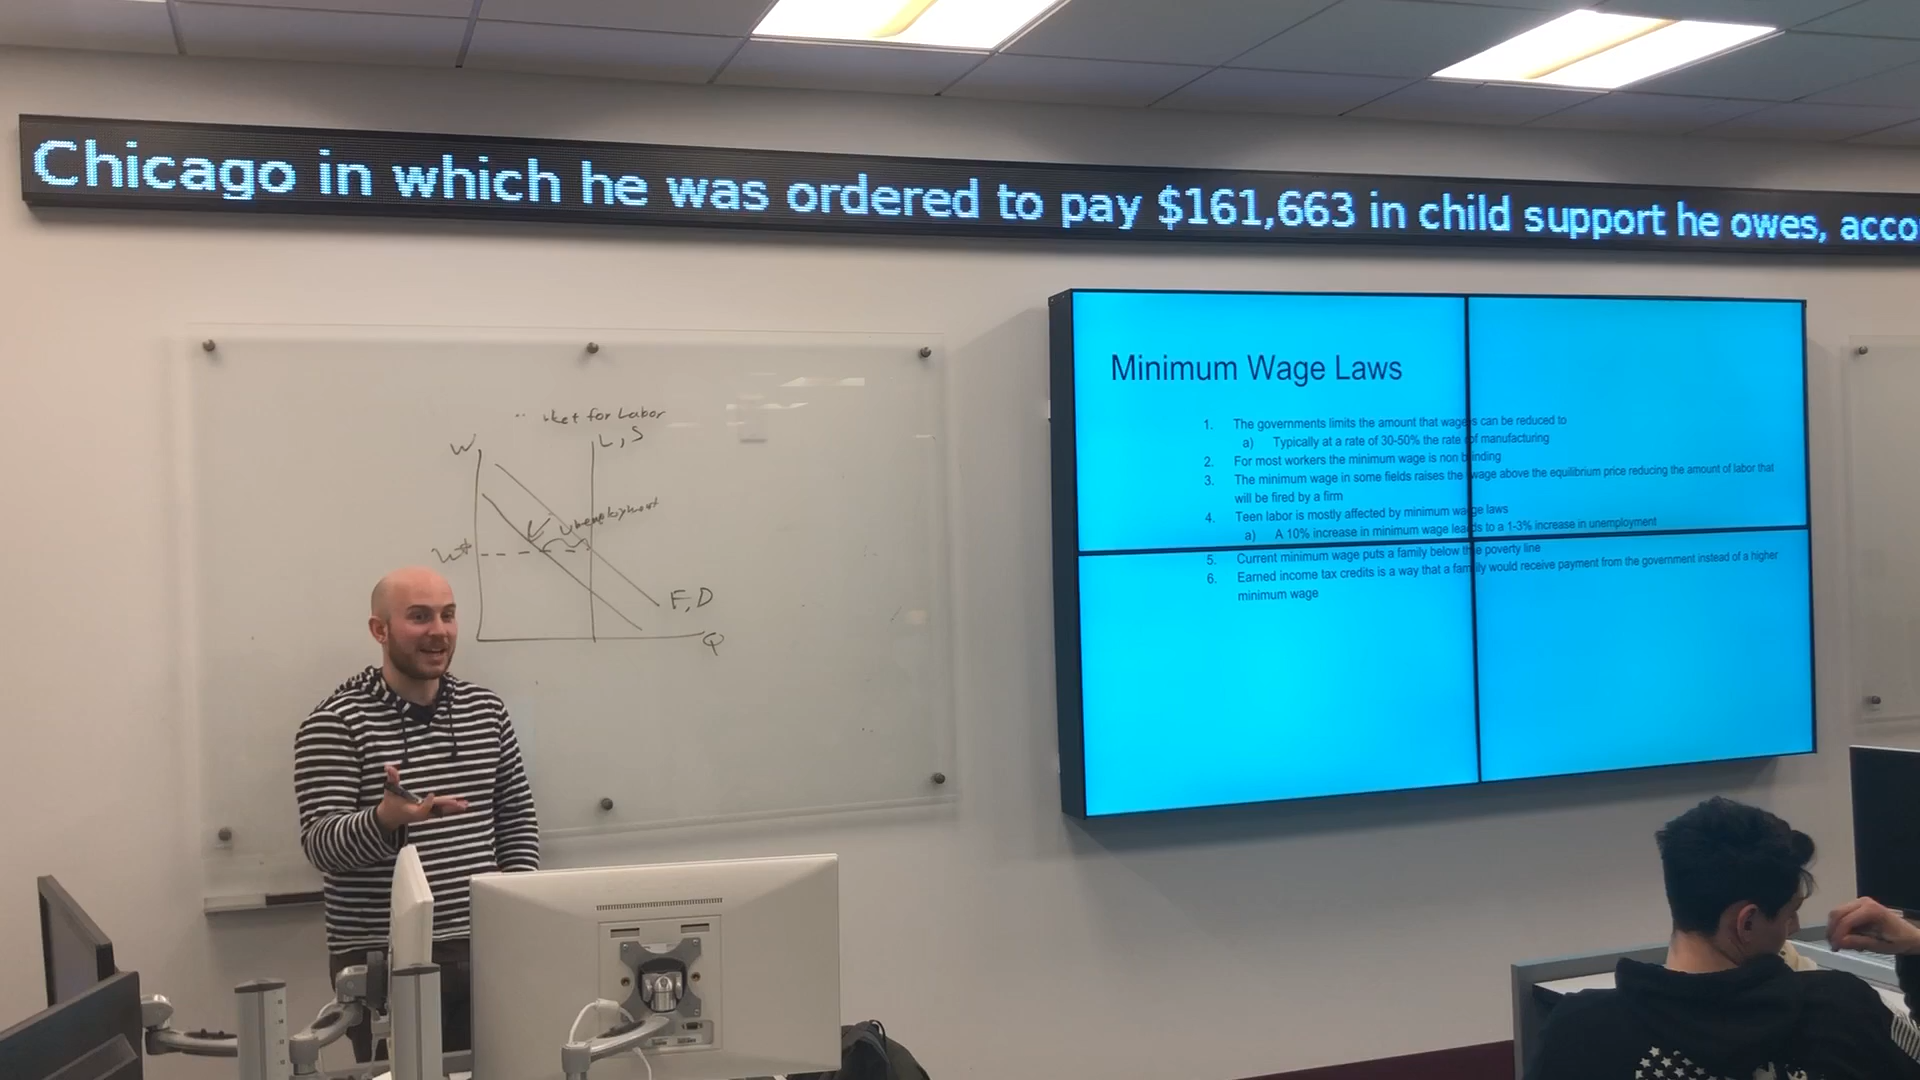 Chicago in which he was ordered to pay $161,663 in child support he owes, acco
ket for Labor
W
L, S
Unemployment
W*
F, D
Q
Minimum Wage Laws
1. The governments limits the amount that wages can be reduced to
a) Typically at a rate of 30-50% the rate of manufacturing
2. For most workers the minimum wage is non binding
3. The minimum wage in some fields raises the wage above the equilibrium price reducing the amount of labor that
will be fired by a firm
4. Teen labor is mostly affected by minimum wage laws
a) A 10% increase in minimum wage leads to a 1-3% increase in unemployment
5. Current minimum wage puts a family below the poverty line
6. Earned income tax credits is a way that a family would receive payment from the government instead of a higher
minimum wage